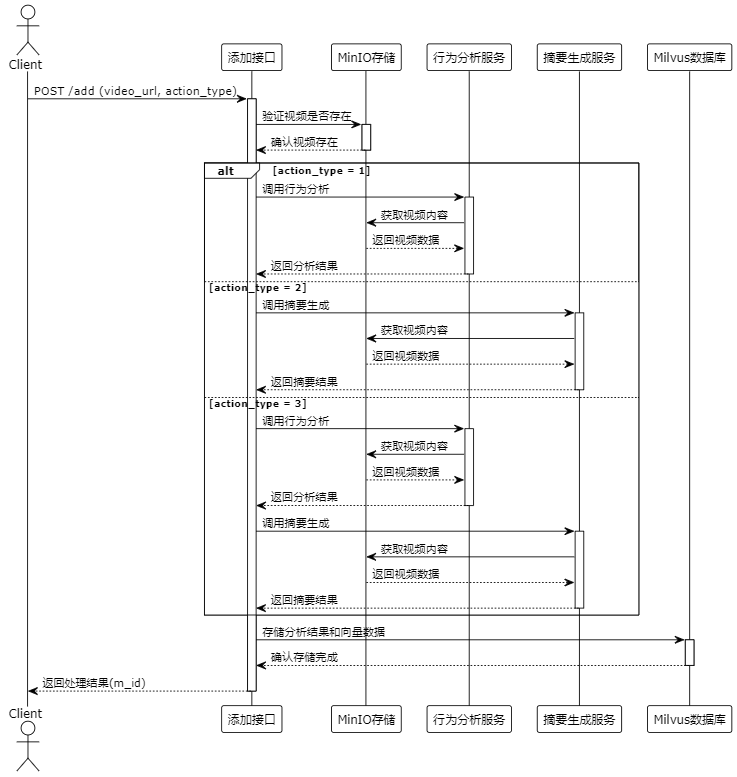 Client
添加接口
MinIO存储
行为分析服务
摘要生成服务
Milvus数据库
POST /add (video_url, action_type)
验证视频是否存在
确认视频存在
alt
[action_type = 1]
调用行为分析
获取视频内容
返回视频数据
返回分析结果
[action_type = 2]
调用摘要生成
获取视频内容
返回视频数据
返回摘要结果
[action_type = 3]
调用行为分析
获取视频内容
返回视频数据
返回分析结果
调用摘要生成
获取视频内容
返回视频数据
返回摘要结果
存储分析结果和向量数据
确认存储完成
返回处理结果(m_id)
Client
添加接口
MinIO存储
行为分析服务
摘要生成服务
Milvus数据库